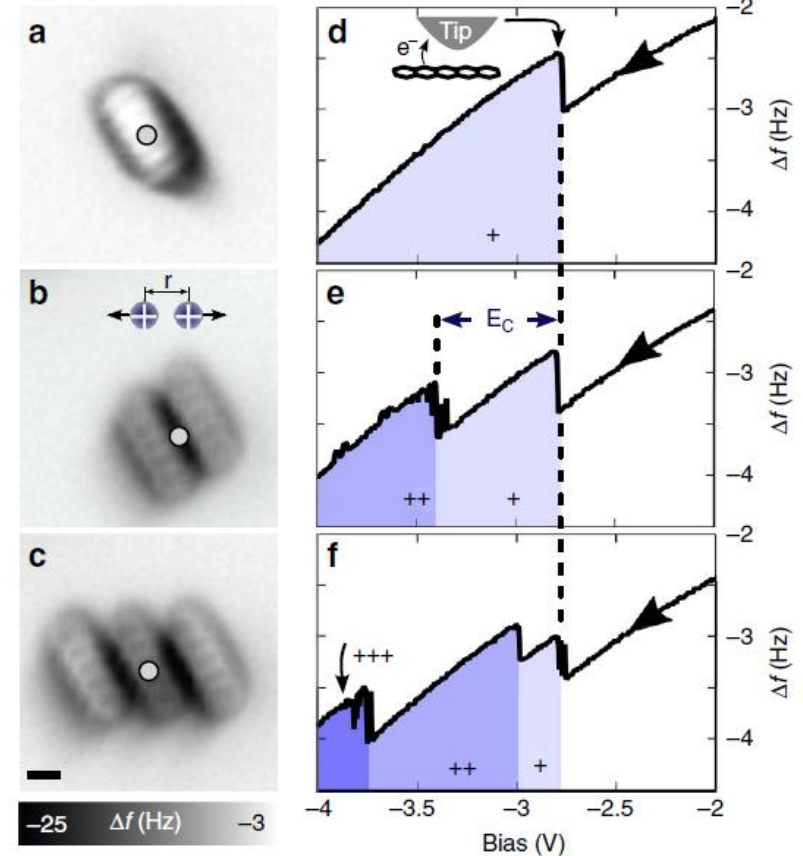 a
b
r
c
−25 Δf (Hz) −3
d
Tip
e−
+
−2
−3
−4
Δf (Hz)
e
EC
++
+
−2
−3
−4
Δf (Hz)
f
+++
++
+
−2
−3
−4
Δf (Hz)
−4 −3.5 −3 −2.5 −2
Bias (V)